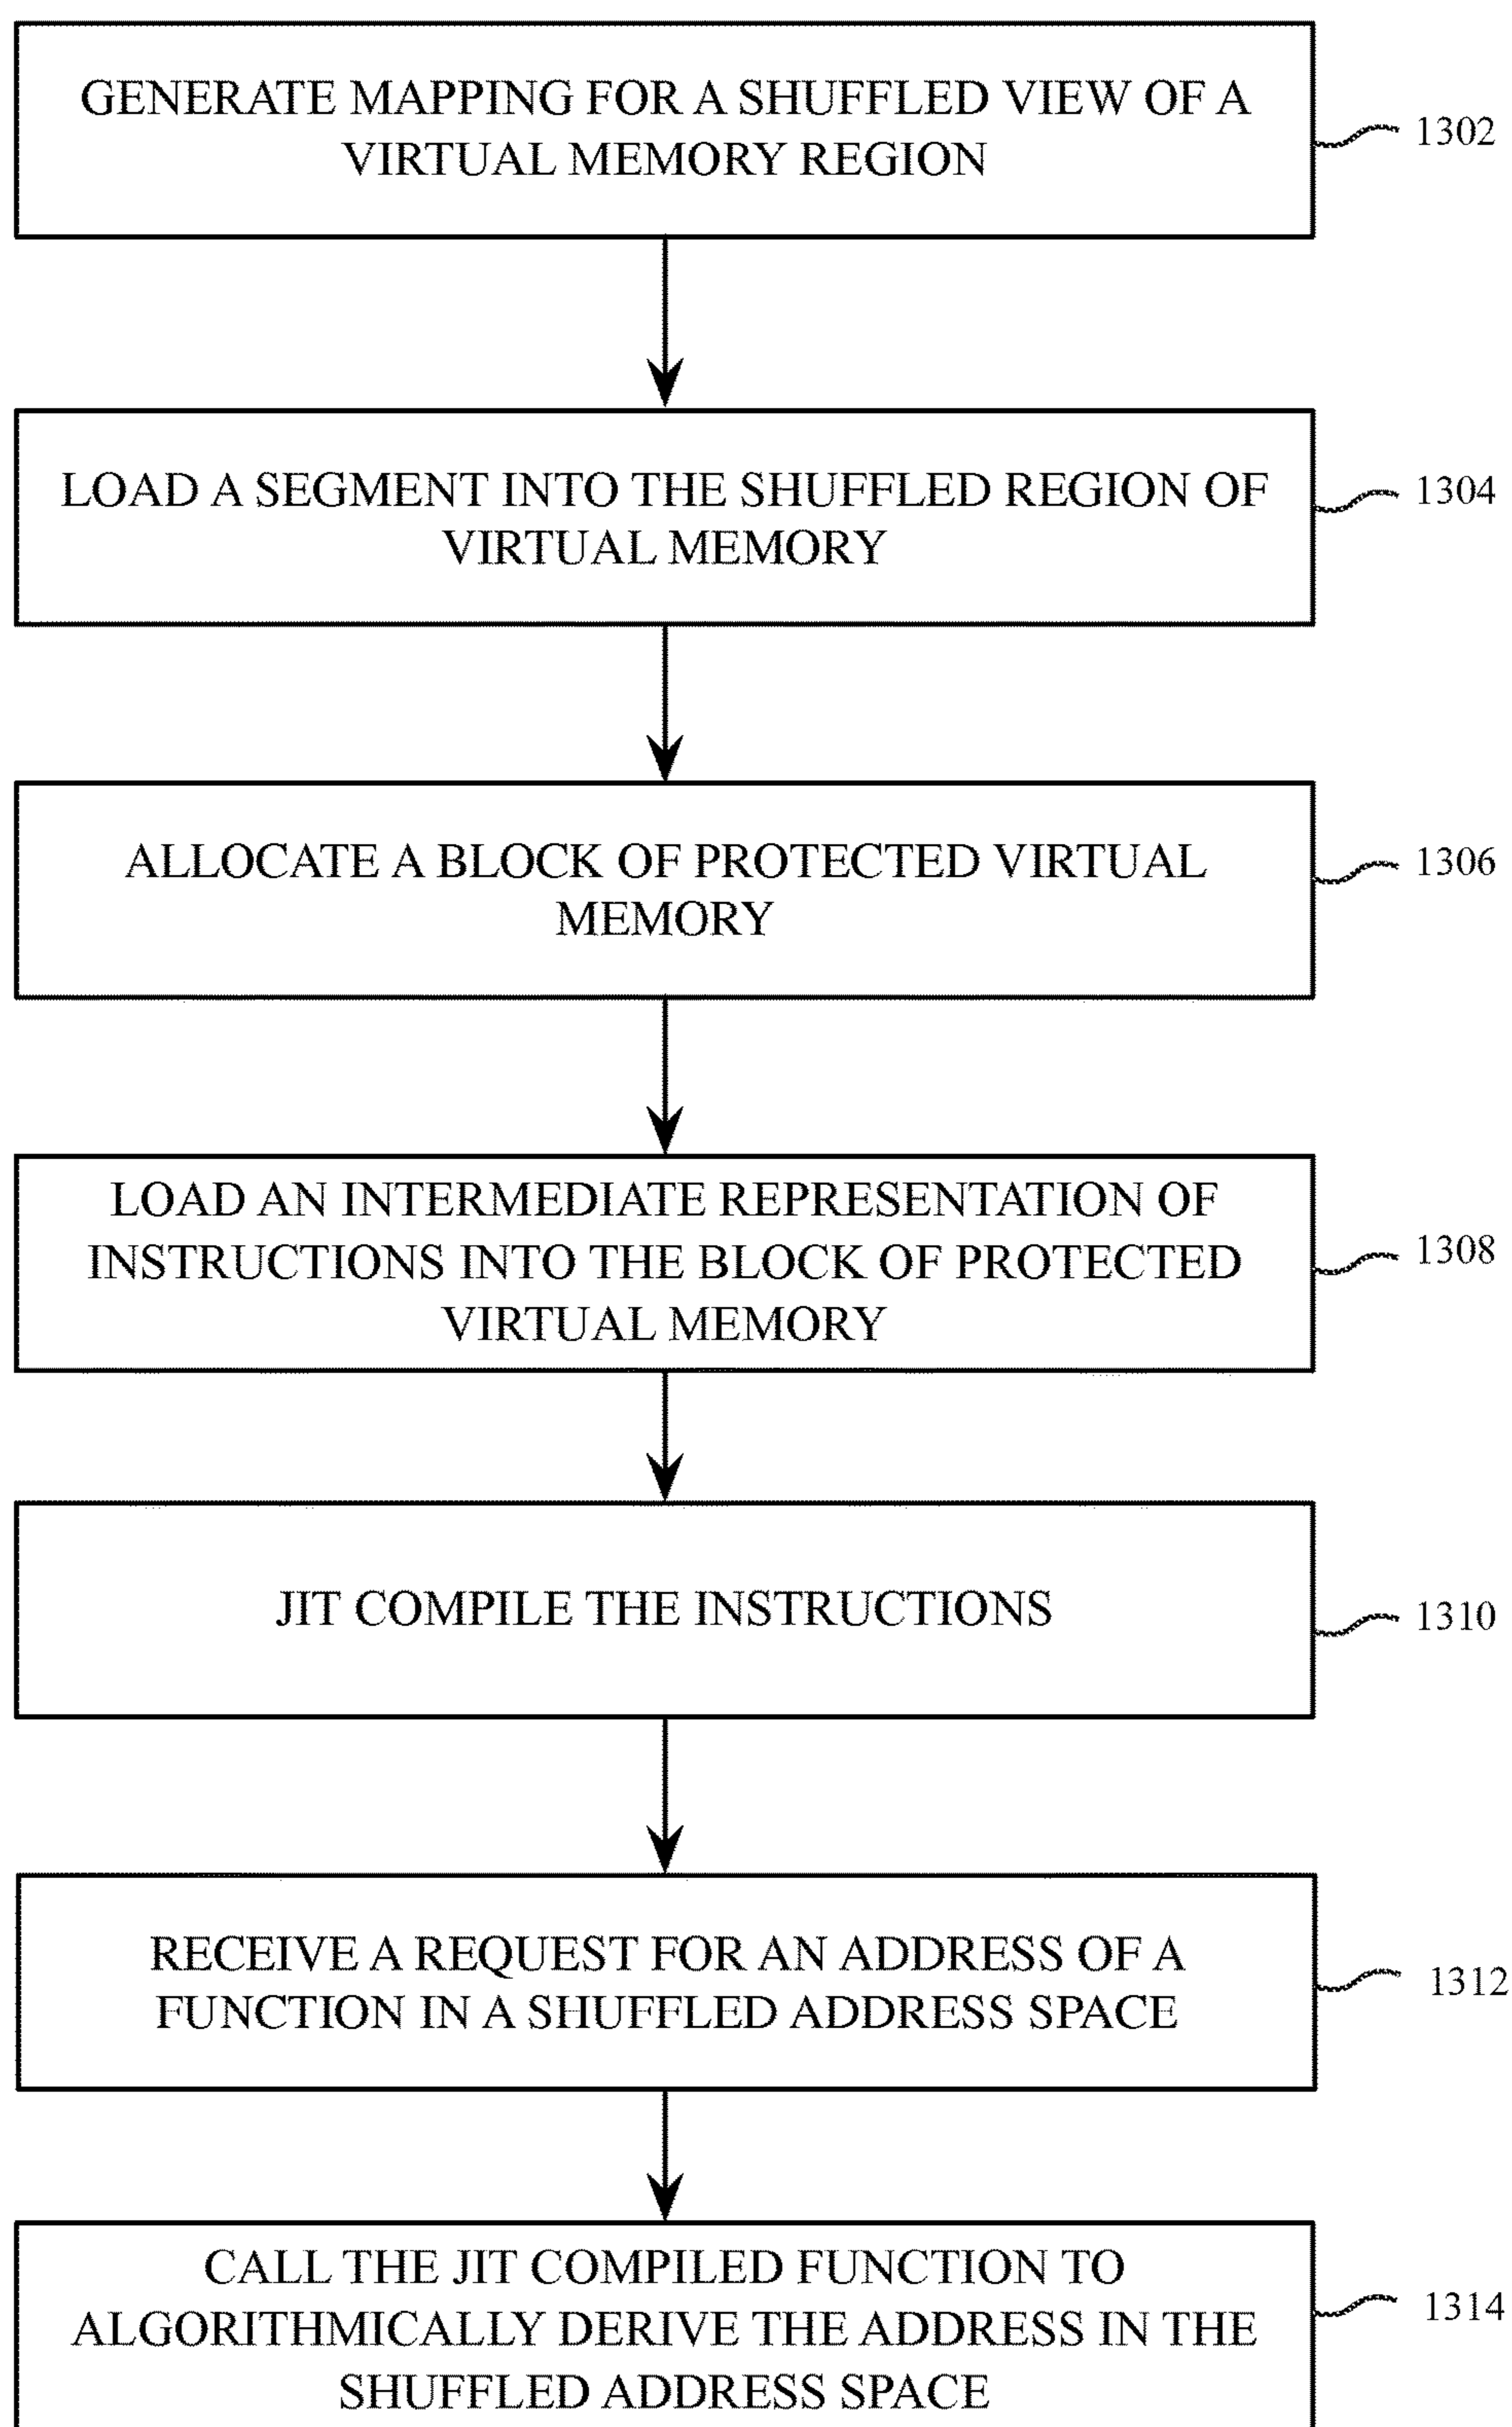 GENERATE MAPPING FOR A SHUFFLED VIEW OF A
VIRTUAL MEMORY REGION
1302
LOAD A SEGMENT INTO THE SHUFFLED REGION OF
VIRTUAL MEMORY
1304
ALLOCATE A BLOCK OF PROTECTED VIRTUAL
MEMORY
1306
LOAD AN INTERMEDIATE REPRESENTATION OF
INSTRUCTIONS INTO THE BLOCK OF PROTECTED
VIRTUAL MEMORY
1308
JIT COMPILE THE INSTRUCTIONS
1310
RECEIVE A REQUEST FOR AN ADDRESS OF A
FUNCTION IN A SHUFFLED ADDRESS SPACE
1312
CALL THE JIT COMPILED FUNCTION TO
ALGORITHMICALLY DERIVE THE ADDRESS IN THE
SHUFFLED ADDRESS SPACE
1314